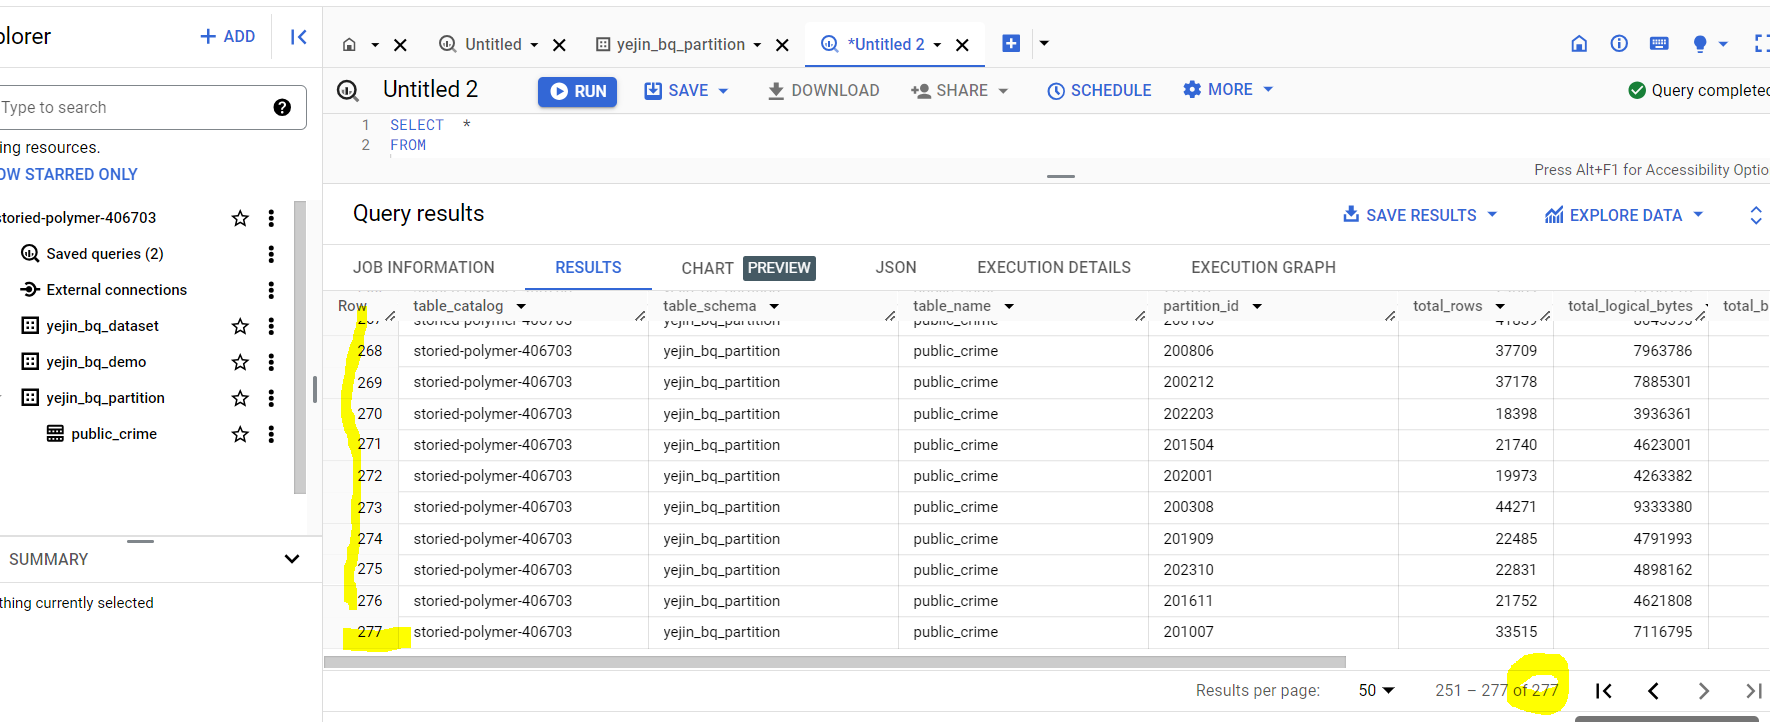 plorer
+ ADD
Untitled
yejin_bq_partition
*Untitled 2
Type to search
Untitled 2
RUN
SAVE
DOWNLOAD
SHARE
SCHEDULE
MORE
Query completed
1 SELECT *
2 FROM
Press Alt+F1 for Accessibility Optio
ing resources.
OW STARRED ONLY
storied-polymer-406703
Saved queries (2)
External connections
yejin_bq_dataset
yejin_bq_demo
yejin_bq_partition
public_crime
SUMMARY
thing currently selected
Query results
SAVE RESULTS
EXPLORE DATA
JOB INFORMATION
RESULTS
CHART PREVIEW
JSON
EXECUTION DETAILS
EXECUTION GRAPH
Row table_catalog table_schema table_name partition_id total_rows total_logical_bytes total_b
268 storied-polymer-406703 yejin_bq_partition public_crime 200806 37709 7963786
269 storied-polymer-406703 yejin_bq_partition public_crime 200212 37178 7885301
270 storied-polymer-406703 yejin_bq_partition public_crime 202203 18398 3936361
271 storied-polymer-406703 yejin_bq_partition public_crime 201504 21740 4623001
272 storied-polymer-406703 yejin_bq_partition public_crime 202001 19973 4263382
273 storied-polymer-406703 yejin_bq_partition public_crime 200308 44271 9333380
274 storied-polymer-406703 yejin_bq_partition public_crime 201909 22485 4791993
275 storied-polymer-406703 yejin_bq_partition public_crime 202310 22831 4898162
276 storied-polymer-406703 yejin_bq_partition public_crime 201611 21752 4621808
277 storied-polymer-406703 yejin_bq_partition public_crime 201007 33515 7116795
Results per page: 50 251 – 277 of 277